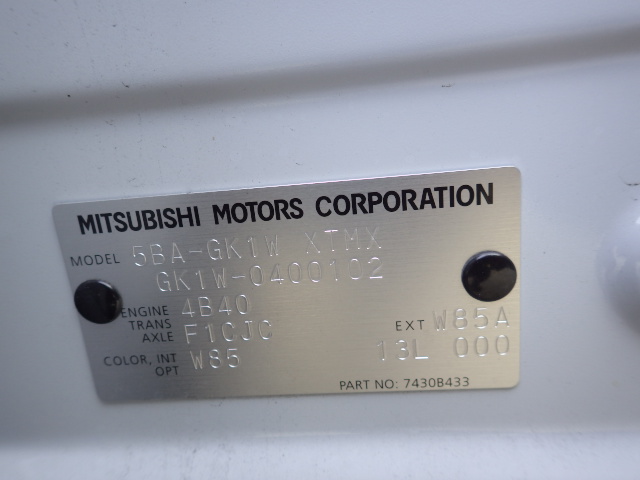 MITSUBISHI MOTORS CORPORATION
MODEL 5BA-GK1W XTMX
GK1W-0400102
ENGINE 4B40
TRANS AXLE F1CJC EXT W85A
COLOR, INT OPT W85 13L 000
PART NO: 7430B433